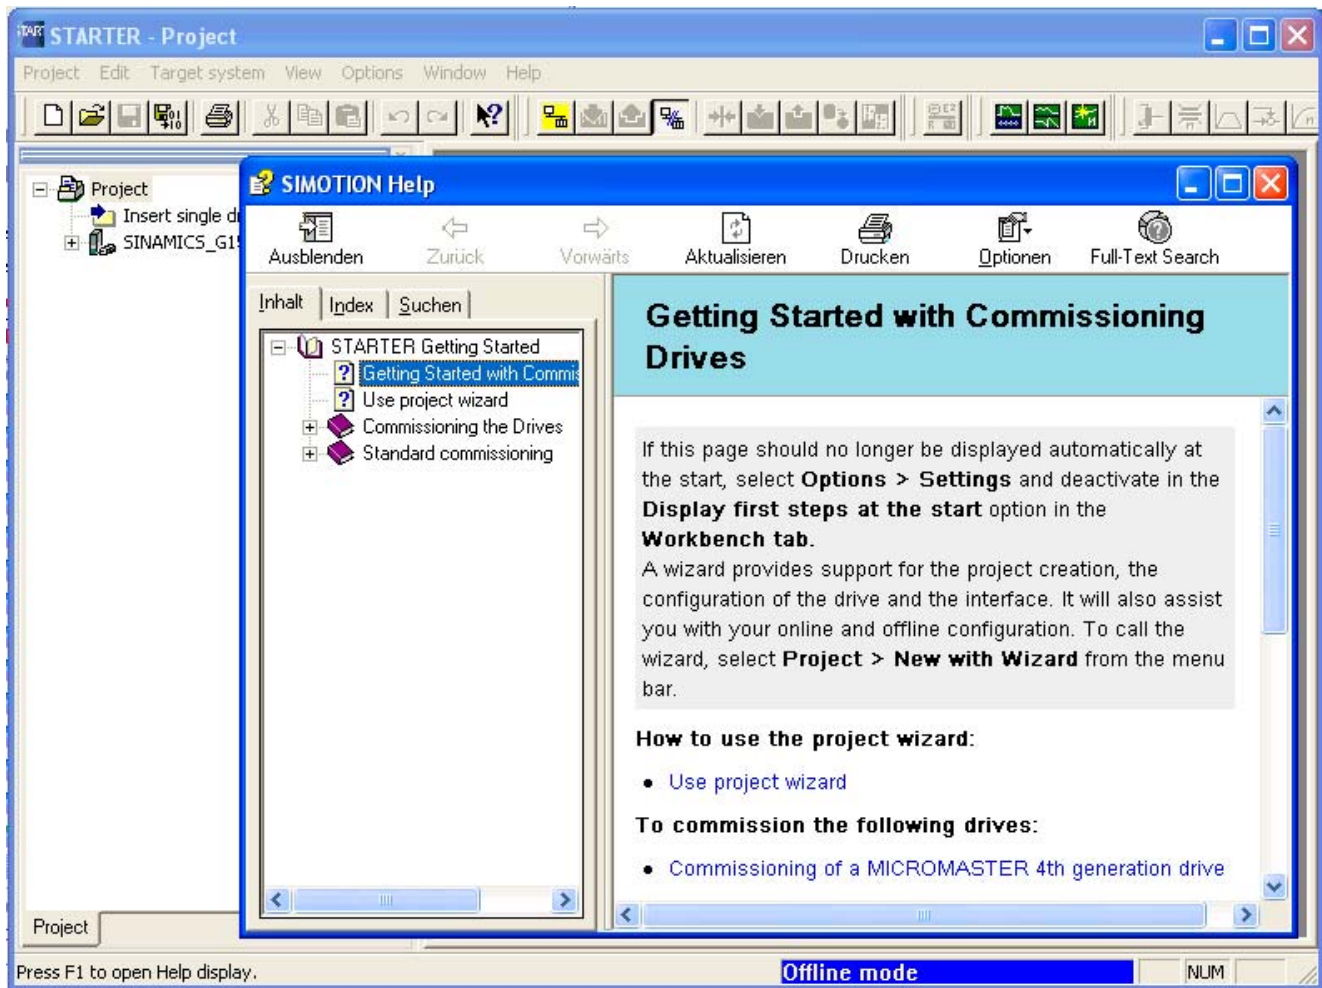 STARTER - Project
Project Edit Target system View Options Window Help
Project
Insert single
SINAMICS_G1
SIMOTION Help
Ausblenden Zurück Vorwärts Aktualisieren Drucken Optionen Full-Text Search
Inhalt Index Suchen
STARTER Getting Started
Getting Started with Commis
Use project wizard
Commissioning the Drives
Standard commissioning
Getting Started with Commissioning
Drives
If this page should no longer be displayed automatically at
the start, select Options > Settings and deactivate in the
Display first steps at the start option in the
Workbench tab.
A wizard provides support for the project creation, the
configuration of the drive and the interface. It will also assist
you with your online and offline configuration. To call the
wizard, select Project > New with Wizard from the menu
bar.
How to use the project wizard:
• Use project wizard
To commission the following drives:
• Commissioning of a MICROMASTER 4th generation drive
Project
Press F1 to open Help display. Offline mode NUM